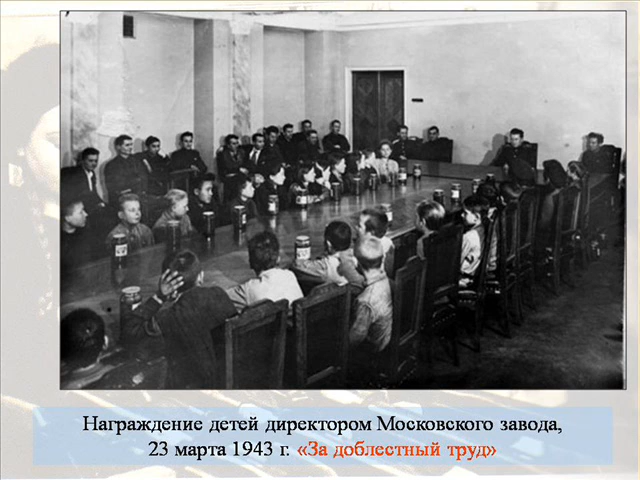 Награждение детей директором Московского завода,
23 марта 1943 г. «За доблестный труд»